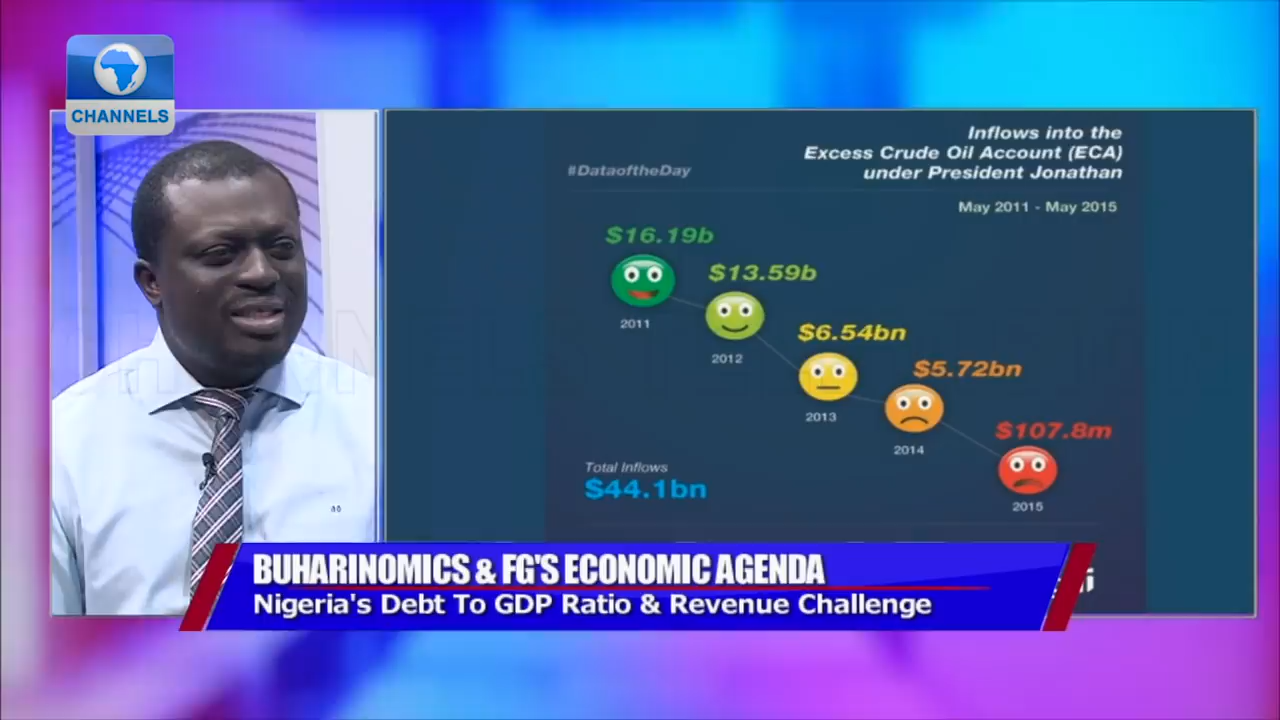 CHANNELS
#DataoftheDay
Inflows into the
Excess Crude Oil Account (ECA)
under President Jonathan
May 2011 - May 2015
$16.19b
2011
$13.59b
2012
$6.54bn
2013
$5.72bn
2014
$107.8m
2015
Total Inflows
$44.1bn
BUHARINOMICS & FG'S ECONOMIC AGENDA
Nigeria's Debt To GDP Ratio & Revenue Challenge